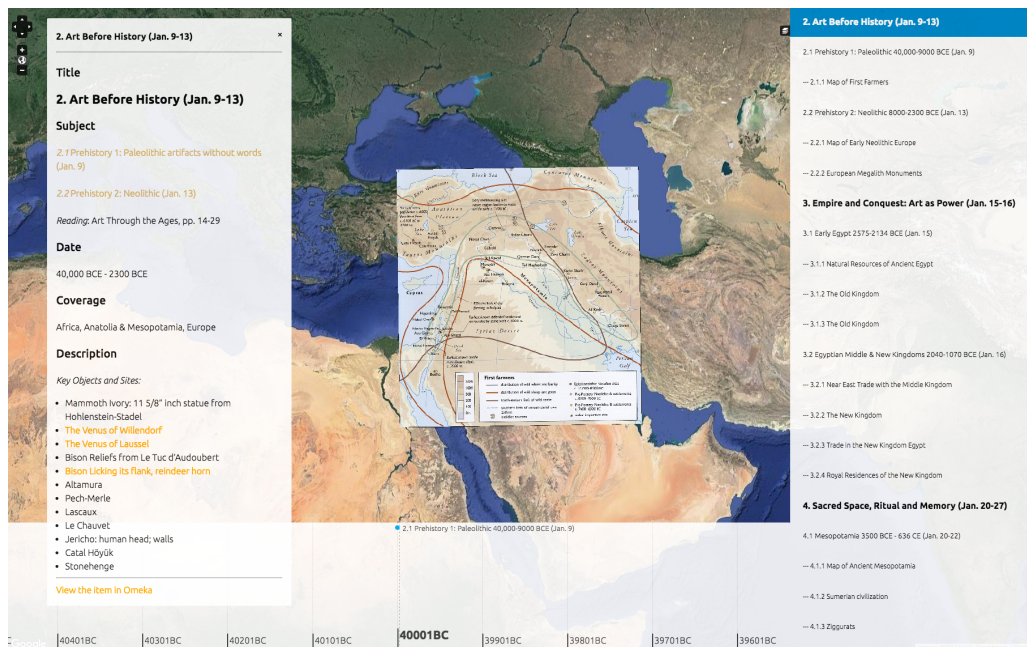 2. Art Before History (Jan. 9-13)
×
Title
2. Art Before History (Jan. 9-13)
Subject
2.1 Prehistory 1: Paleolithic artifacts without words
(Jan. 9)
2.2 Prehistory 2: Neolithic (Jan. 13)
Reading: Art Through the Ages, pp. 14-29
Date
40,000 BCE - 2300 BCE
Coverage
Africa, Anatolia & Mesopotamia, Europe
Description
Key Objects and Sites:
• Mammoth Ivory: 11 5/8" inch statue from
Hohlenstein-Stadel
• The Venus of Willendorf
• The Venus of Laussel
• Bison Reliefs from Le Tuc d'Audoubert
• Bison Licking its flank, reindeer horn
• Altamura
• Pech-Merle
• Lascaux
• Le Chauvet
• Jericho: human head; walls
• Catal Höyük
• Stonehenge
View the item in Omeka
Black Sea
Caucasus Mountains
Anatolian
Plateau
Taurus Mountains
Caspian
Sea
Cyprus
Mesopotamia
Syrian Desert
Persian
Gulf
First farmers
2.1 Prehistory 1: Paleolithic 40,000-9000 BCE (Jan. 9)
Google
40401BC
40301BC
40201BC
40101BC
40001BC
39901BC
39801BC
39701BC
39601BC
2. Art Before History (Jan. 9-13)
2.1 Prehistory 1: Paleolithic 40,000-9000 BCE (Jan. 9)
--- 2.1.1 Map of First Farmers
2.2 Prehistory 2: Neolithic 8000-2300 BCE (Jan. 13)
--- 2.2.1 Map of Early Neolithic Europe
--- 2.2.2 European Megalith Monuments
3. Empire and Conquest: Art as Power (Jan. 15-16)
3.1 Early Egypt 2575-2134 BCE (Jan. 15)
--- 3.1.1 Natural Resources of Ancient Egypt
--- 3.1.2 The Old Kingdom
--- 3.1.3 The Old Kingdom
3.2 Egyptian Middle & New Kingdoms 2040-1070 BCE (Jan. 16)
--- 3.2.1 Near East Trade with the Middle Kingdom
--- 3.2.2 The New Kingdom
--- 3.2.3 Trade in the New Kingdom Egypt
--- 3.2.4 Royal Residences of the New Kingdom
4. Sacred Space, Ritual and Memory (Jan. 20-27)
4.1 Mesopotamia 3500 BCE - 636 CE (Jan. 20-22)
--- 4.1.1 Map of Ancient Mesopotamia
--- 4.1.2 Sumerian civilization
--- 4.1.3 Ziggurats